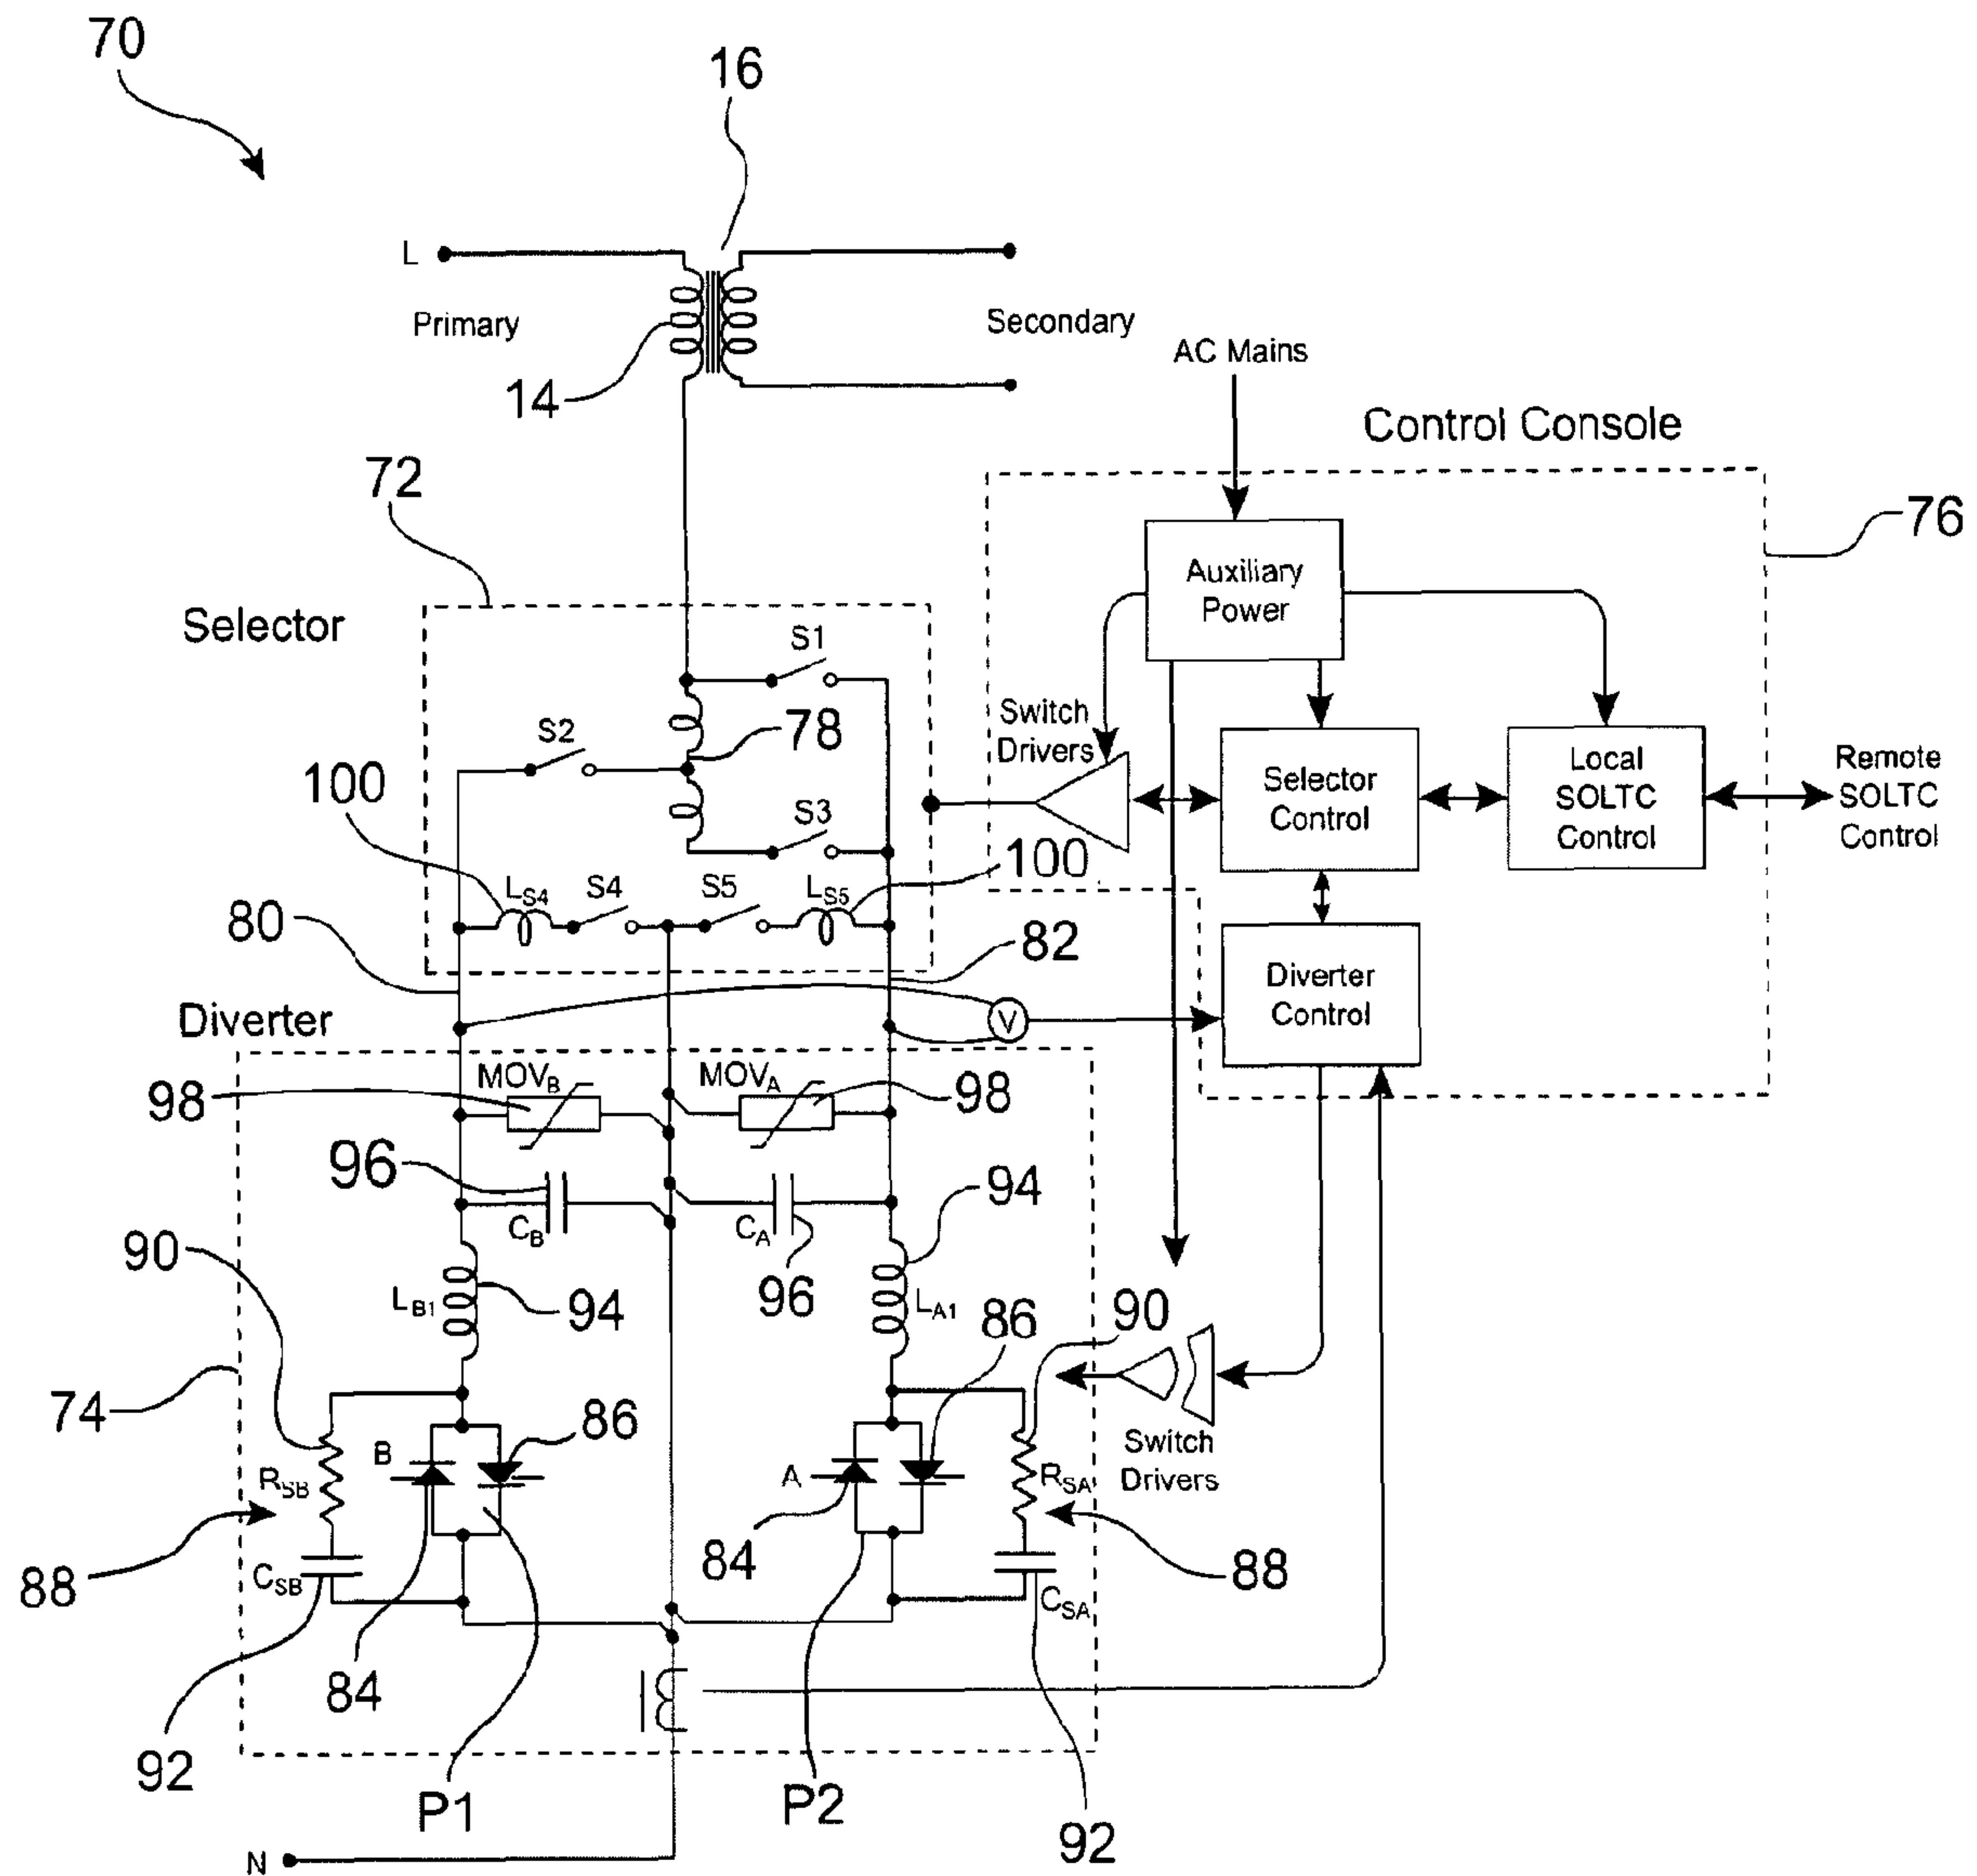 70
16
L
Primary
Secondary
14
AC Mains
Control Console
72
76
Auxiliary
Power
Selector
S1
Switch
Drivers
S2
78
Selector
Control
Local
SOLTC
Control
Remote
SOLTC
Control
100
S3
100
LS4
S4
S5
LS5
80
82
Diverter
Control
Diverter
V
MOVB
MOVA
98
98
96
94
CB
CA
90
96
LB1
94
LA1
86
90
74
86
B
A
RSB
RSA
Switch
Drivers
88
84
88
CSB
CSA
84
92
P1
P2
92
N